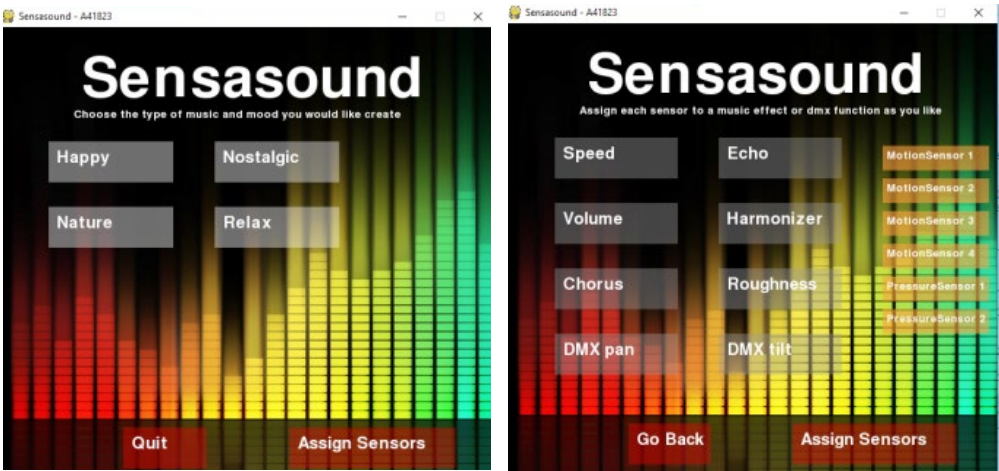 Sensasound - A41823
Sensasound
Choose the type of music and mood you would like create
Happy
Nostalgic
Nature
Relax
Quit
Assign Sensors
Sensasound - A41823
Sensasound
Assign each sensor to a music effect or dmx function as you like
Speed
Echo
MotionSensor 1
MotionSensor 2
Volume
Harmonizer
MotionSensor 3
MotionSensor 4
Chorus
Roughness
PressureSensor 1
PressureSensor 2
DMX pan
DMX tilt
Go Back
Assign Sensors